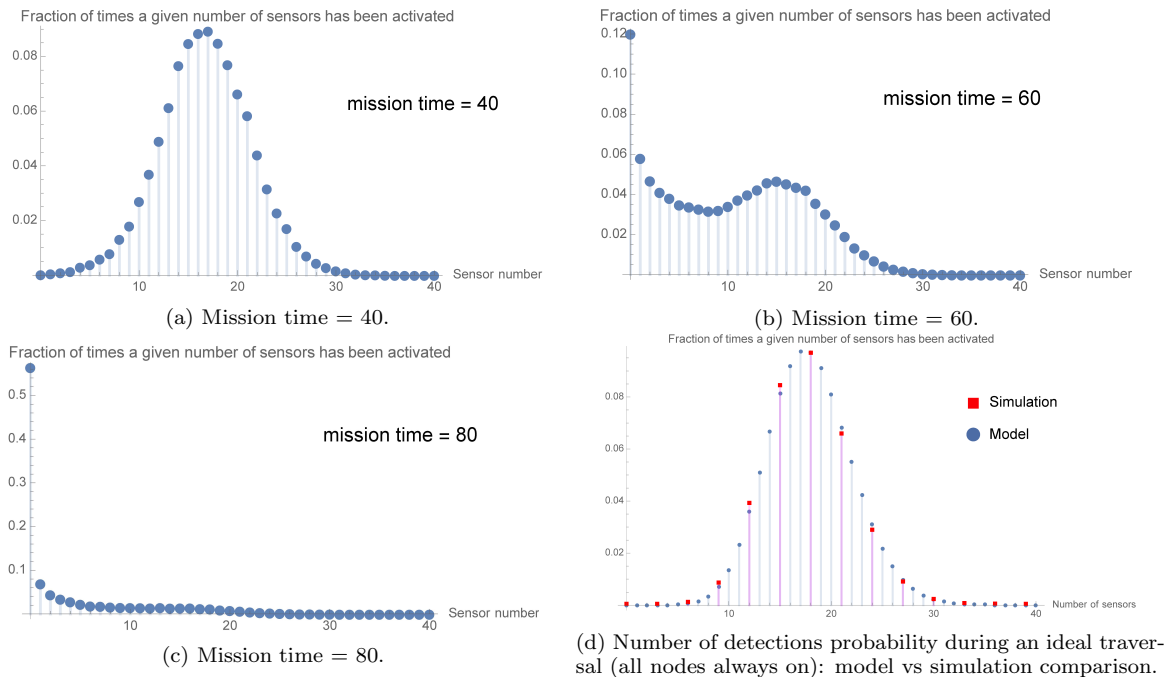 Fraction of times a given number of sensors has been activated
0.08
0.06
0.04
0.02
mission time = 40
10
20
30
40
Sensor number
(a) Mission time = 40.
Fraction of times a given number of sensors has been activated
0.12
0.10
0.08
0.06
0.04
0.02
mission time = 60
10
20
30
40
Sensor number
(b) Mission time = 60.
Fraction of times a given number of sensors has been activated
0.5
0.4
0.3
0.2
0.1
mission time = 80
10
20
30
40
Sensor number
(c) Mission time = 80.
Fraction of times a given number of sensors has been activated
0.08
0.06
0.04
0.02
Simulation
Model
10
20
30
40
Number of sensors
(d) Number of detections probability during an ideal traver-
sal (all nodes always on): model vs simulation comparison.